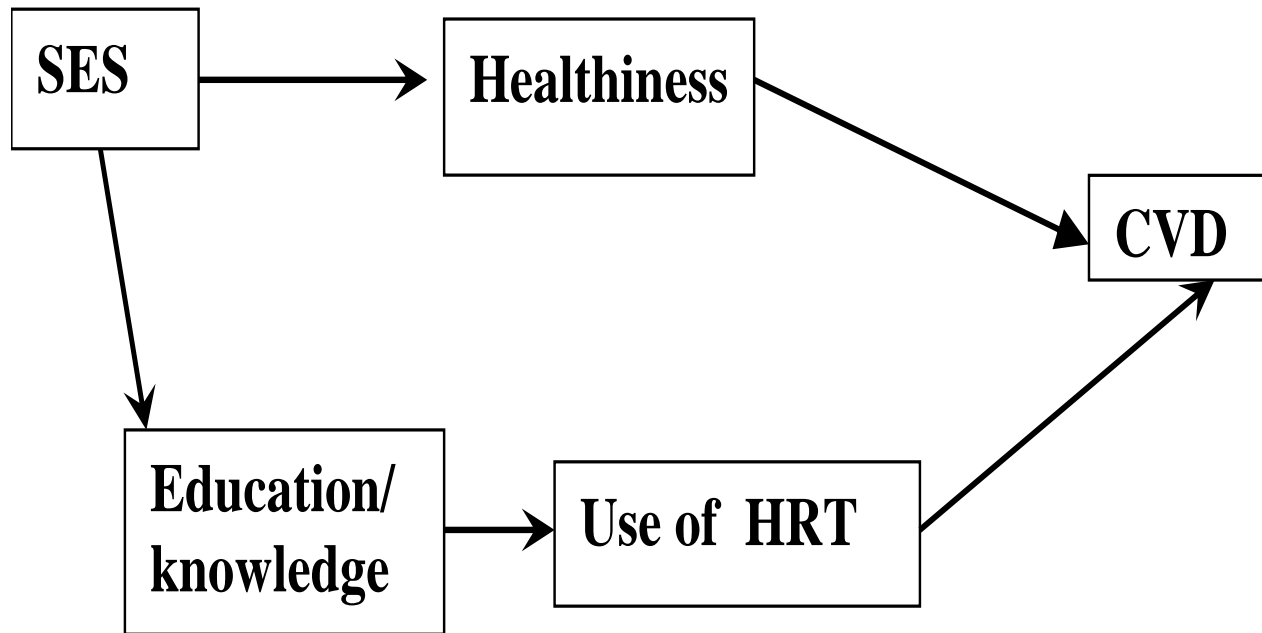 SES
Healthiness
CVD
Education/
knowledge
Use of HRT